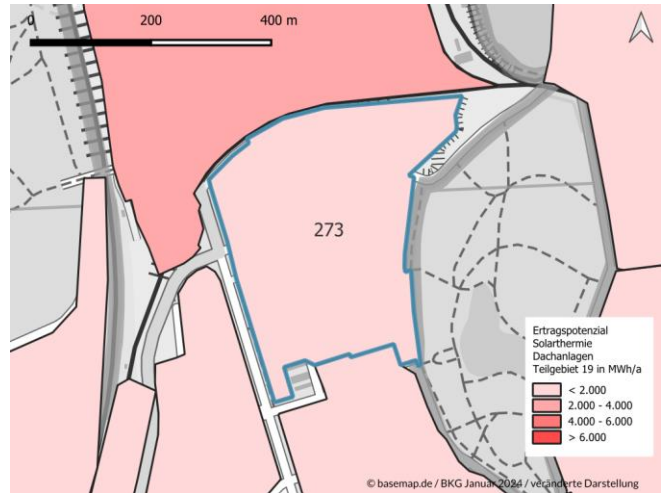 0 200 400 m
273
Ertragspotenzial
Solarthermie
Dachanlagen
Teilgebiet 19 in MWh/a
< 2.000
2.000 - 4.000
4.000 - 6.000
> 6.000
© basemap.de / BKG Januar 2024 / veränderte Darstellung